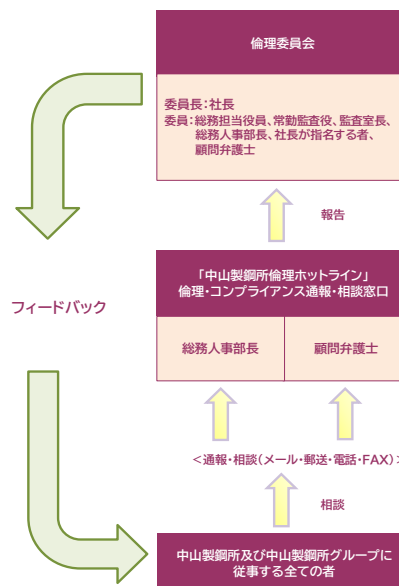 倫理委員会
委員長：社長
委員：総務担当役員、常勤監査役、監査室長、
総務人事部長、社長が指名する者、
顧問弁護士
報告
「中山製鋼所倫理ホットライン」
倫理・コンプライアンス通報・相談窓口
フィードバック
総務人事部長
顧問弁護士
＜通報・相談（メール・郵送・電話・FAX）＞
相談
中山製鋼所及び中山製鋼所グループに
従事する全ての者